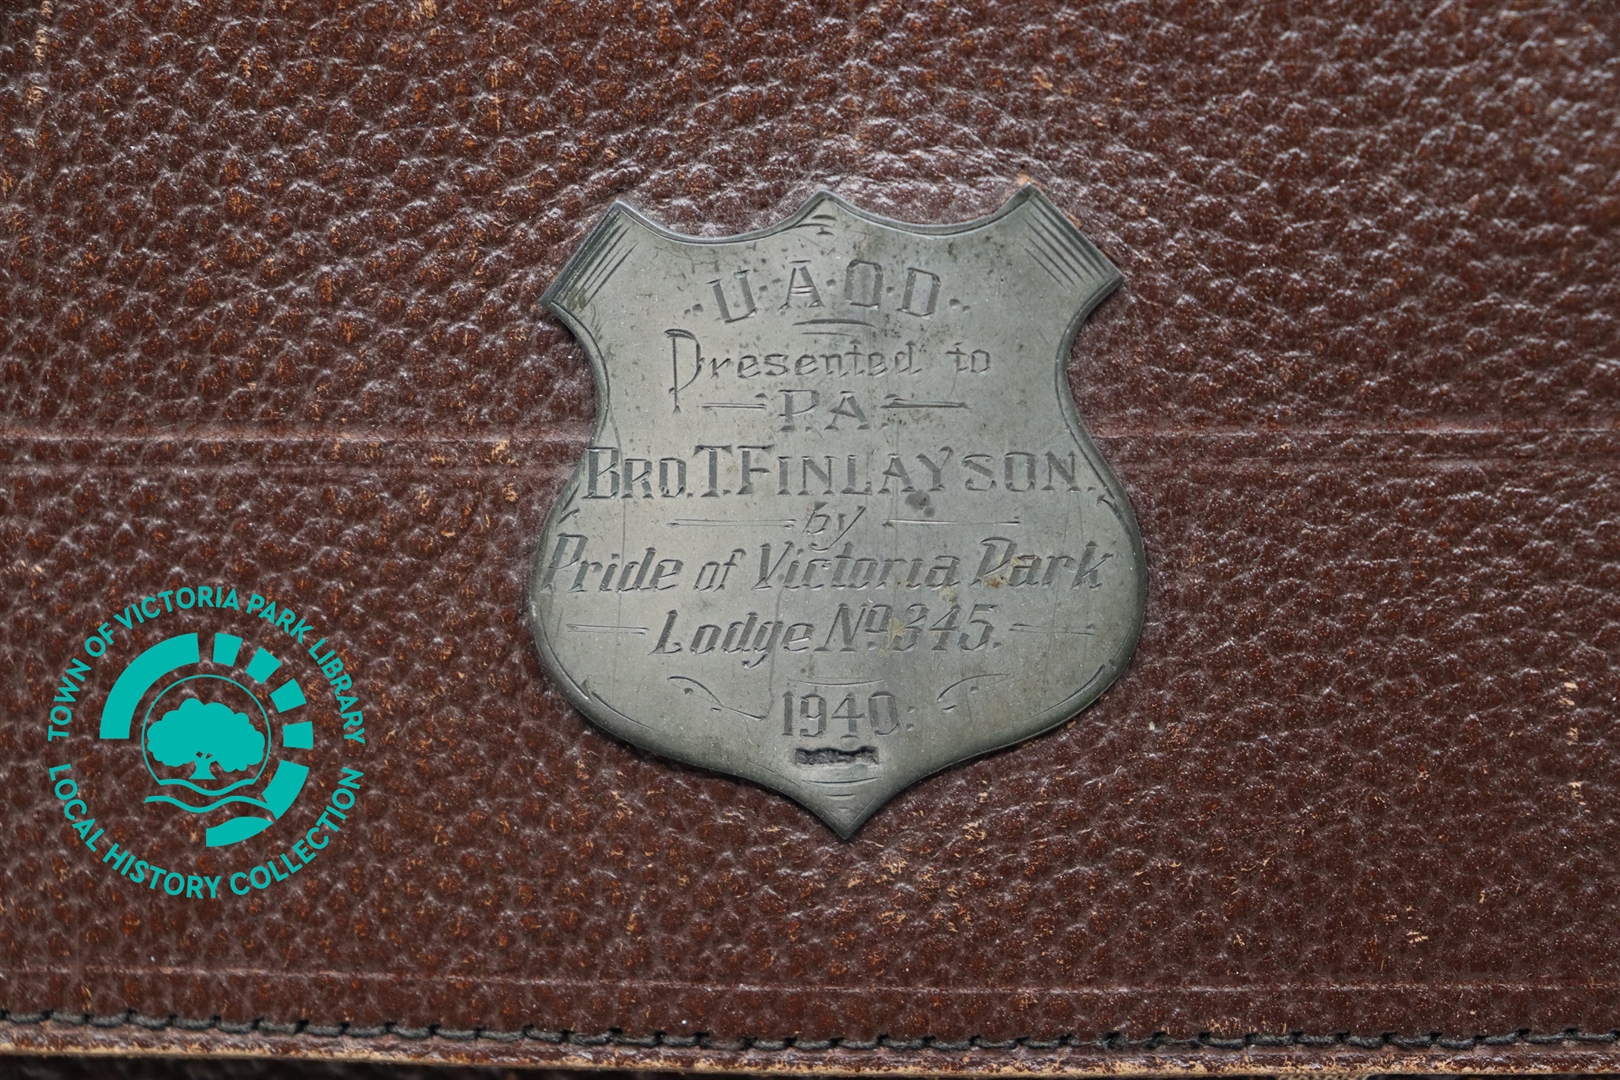 ·U·A·O·D·
Presented to
P.A.
BRO. T. FINLAYSON.
by
Pride of Victoria Park
Lodge No. 345.
1940.
TOWN OF VICTORIA PARK LIBRARY
LOCAL HISTORY COLLECTION